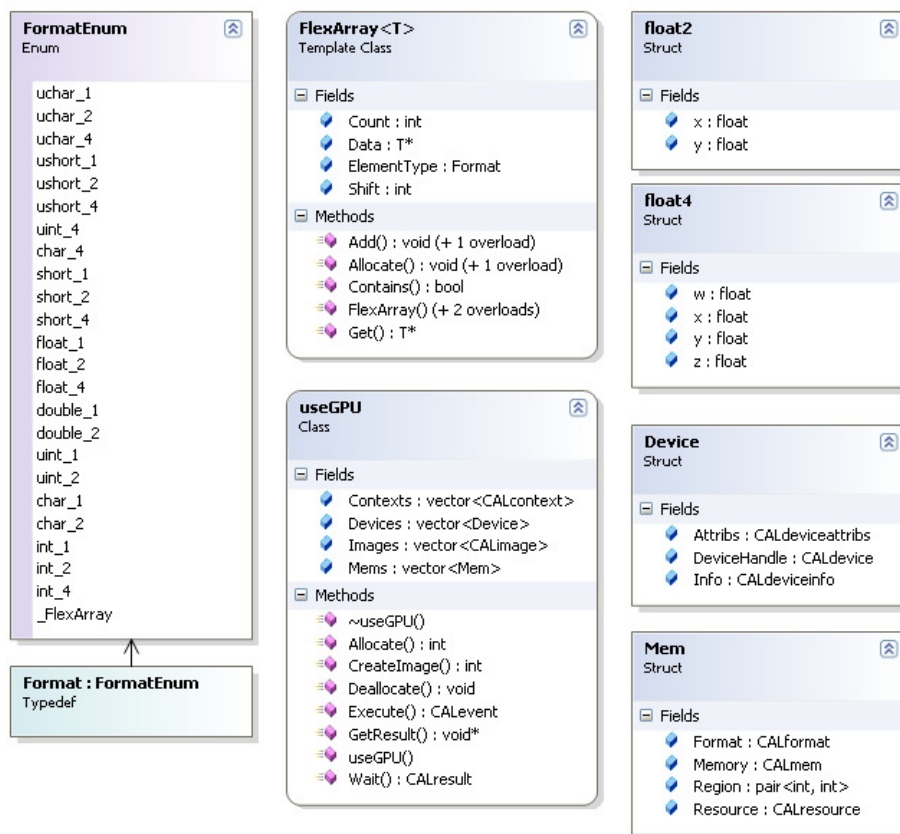 FormatEnum
Enum
uchar_1
uchar_2
uchar_4
ushort_1
ushort_2
ushort_4
uint_4
char_4
short_1
short_2
short_4
float_1
float_2
float_4
double_1
double_2
uint_1
uint_2
char_1
char_2
int_1
int_2
int_4
_FlexArray
Format : FormatEnum
Typedef
FlexArray<T>
Template Class
Fields
Count : int
Data : T*
ElementType : Format
Shift : int
Methods
Add() : void (+ 1 overload)
Allocate() : void (+ 1 overload)
Contains() : bool
FlexArray() (+ 2 overloads)
Get() : T*
useGPU
Class
Fields
Contexts : vector<CALcontext>
Devices : vector<Device>
Images : vector<CALimage>
Mems : vector<Mem>
Methods
~useGPU()
Allocate() : int
CreateImage() : int
Deallocate() : void
Execute() : CALevent
GetResult() : void*
useGPU()
Wait() : CALresult
float2
Struct
Fields
x : float
y : float
float4
Struct
Fields
w : float
x : float
y : float
z : float
Device
Struct
Fields
Attribs : CALdeviceattribs
DeviceHandle : CALdevice
Info : CALdeviceinfo
Mem
Struct
Fields
Format : CALformat
Memory : CALmem
Region : pair<int, int>
Resource : CALresource